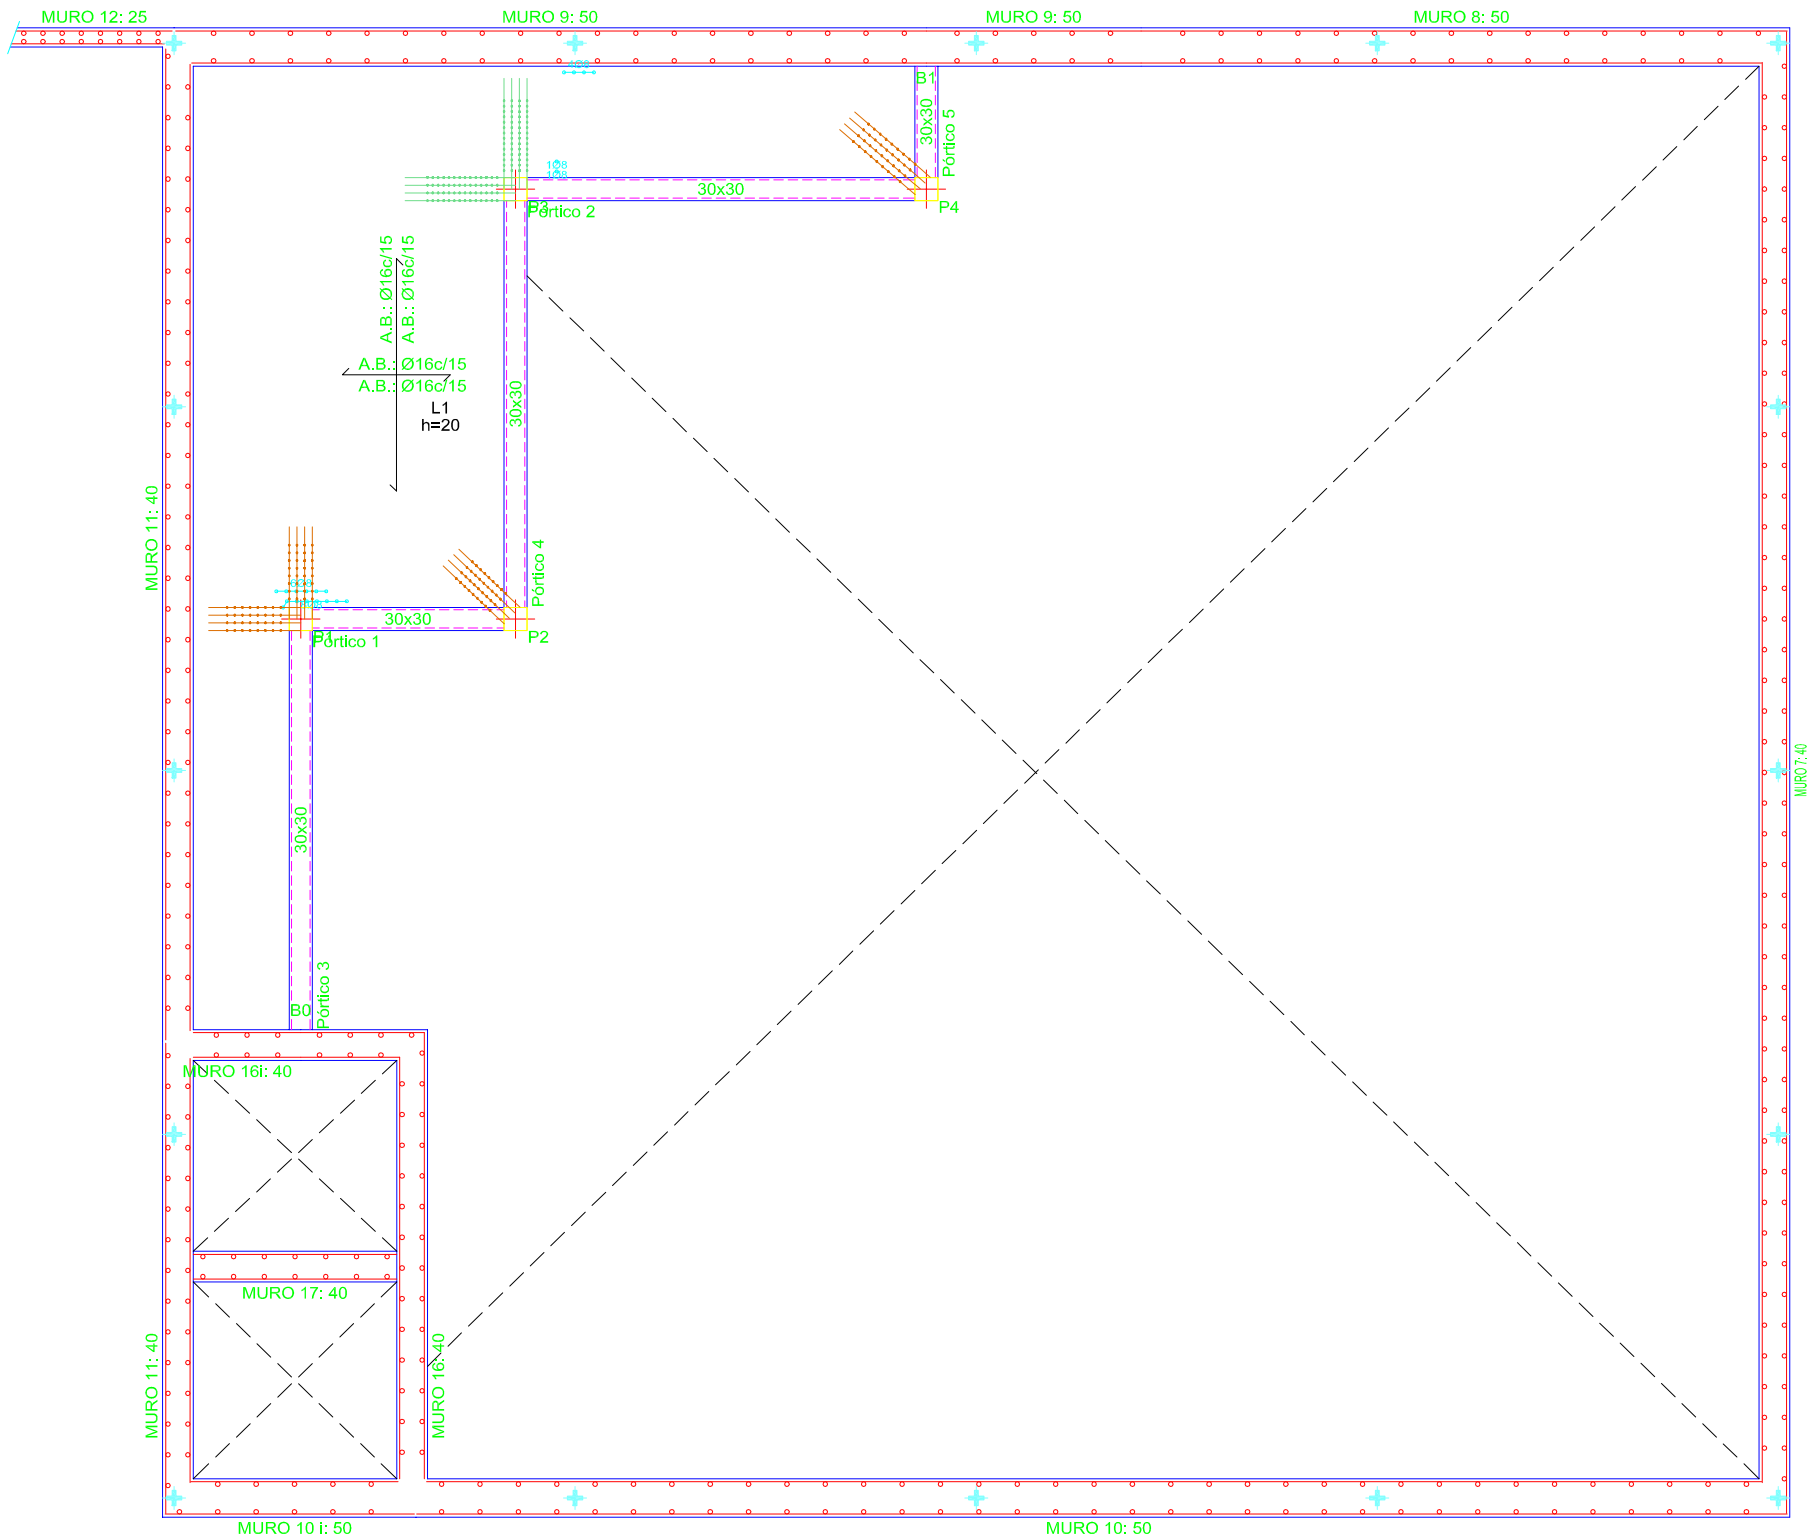 MURO 12: 25
MURO 9: 50
MURO 9: 50
MURO 8: 50
B1
30x30
Pórtico 5
1Ø8
30x30
P4
Pórtico 2
A.B.: Ø16c/15
A.B.: Ø16c/15
A.B.: Ø16c/15
A.B.: Ø16c/15
L1
h=20
30x30
MURO 11: 40
Pórtico 4
30x30
P1
Pórtico 1
P2
MURO 7: 40
30x30
Pórtico 3
B0
MURO 16i: 40
MURO 17: 40
MURO 11: 40
MURO 16: 40
MURO 10 i: 50
MURO 10: 50